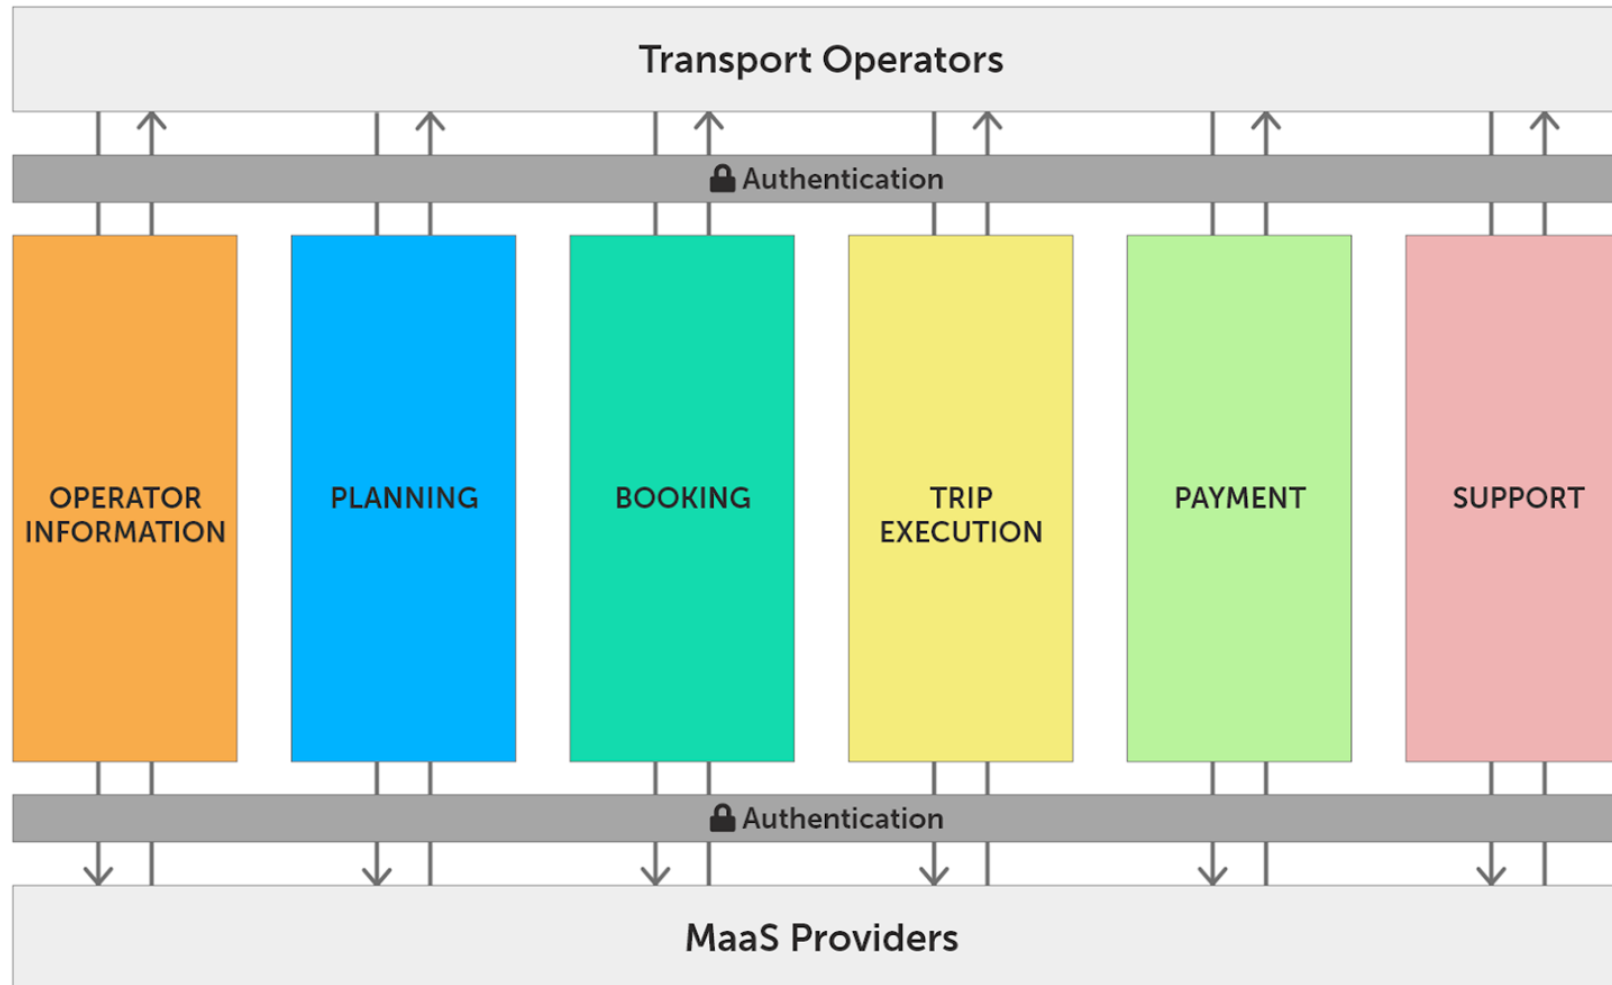 Transport Operators
Authentication
OPERATOR
INFORMATION
PLANNING
BOOKING
TRIP
EXECUTION
PAYMENT
SUPPORT
Authentication
MaaS Providers